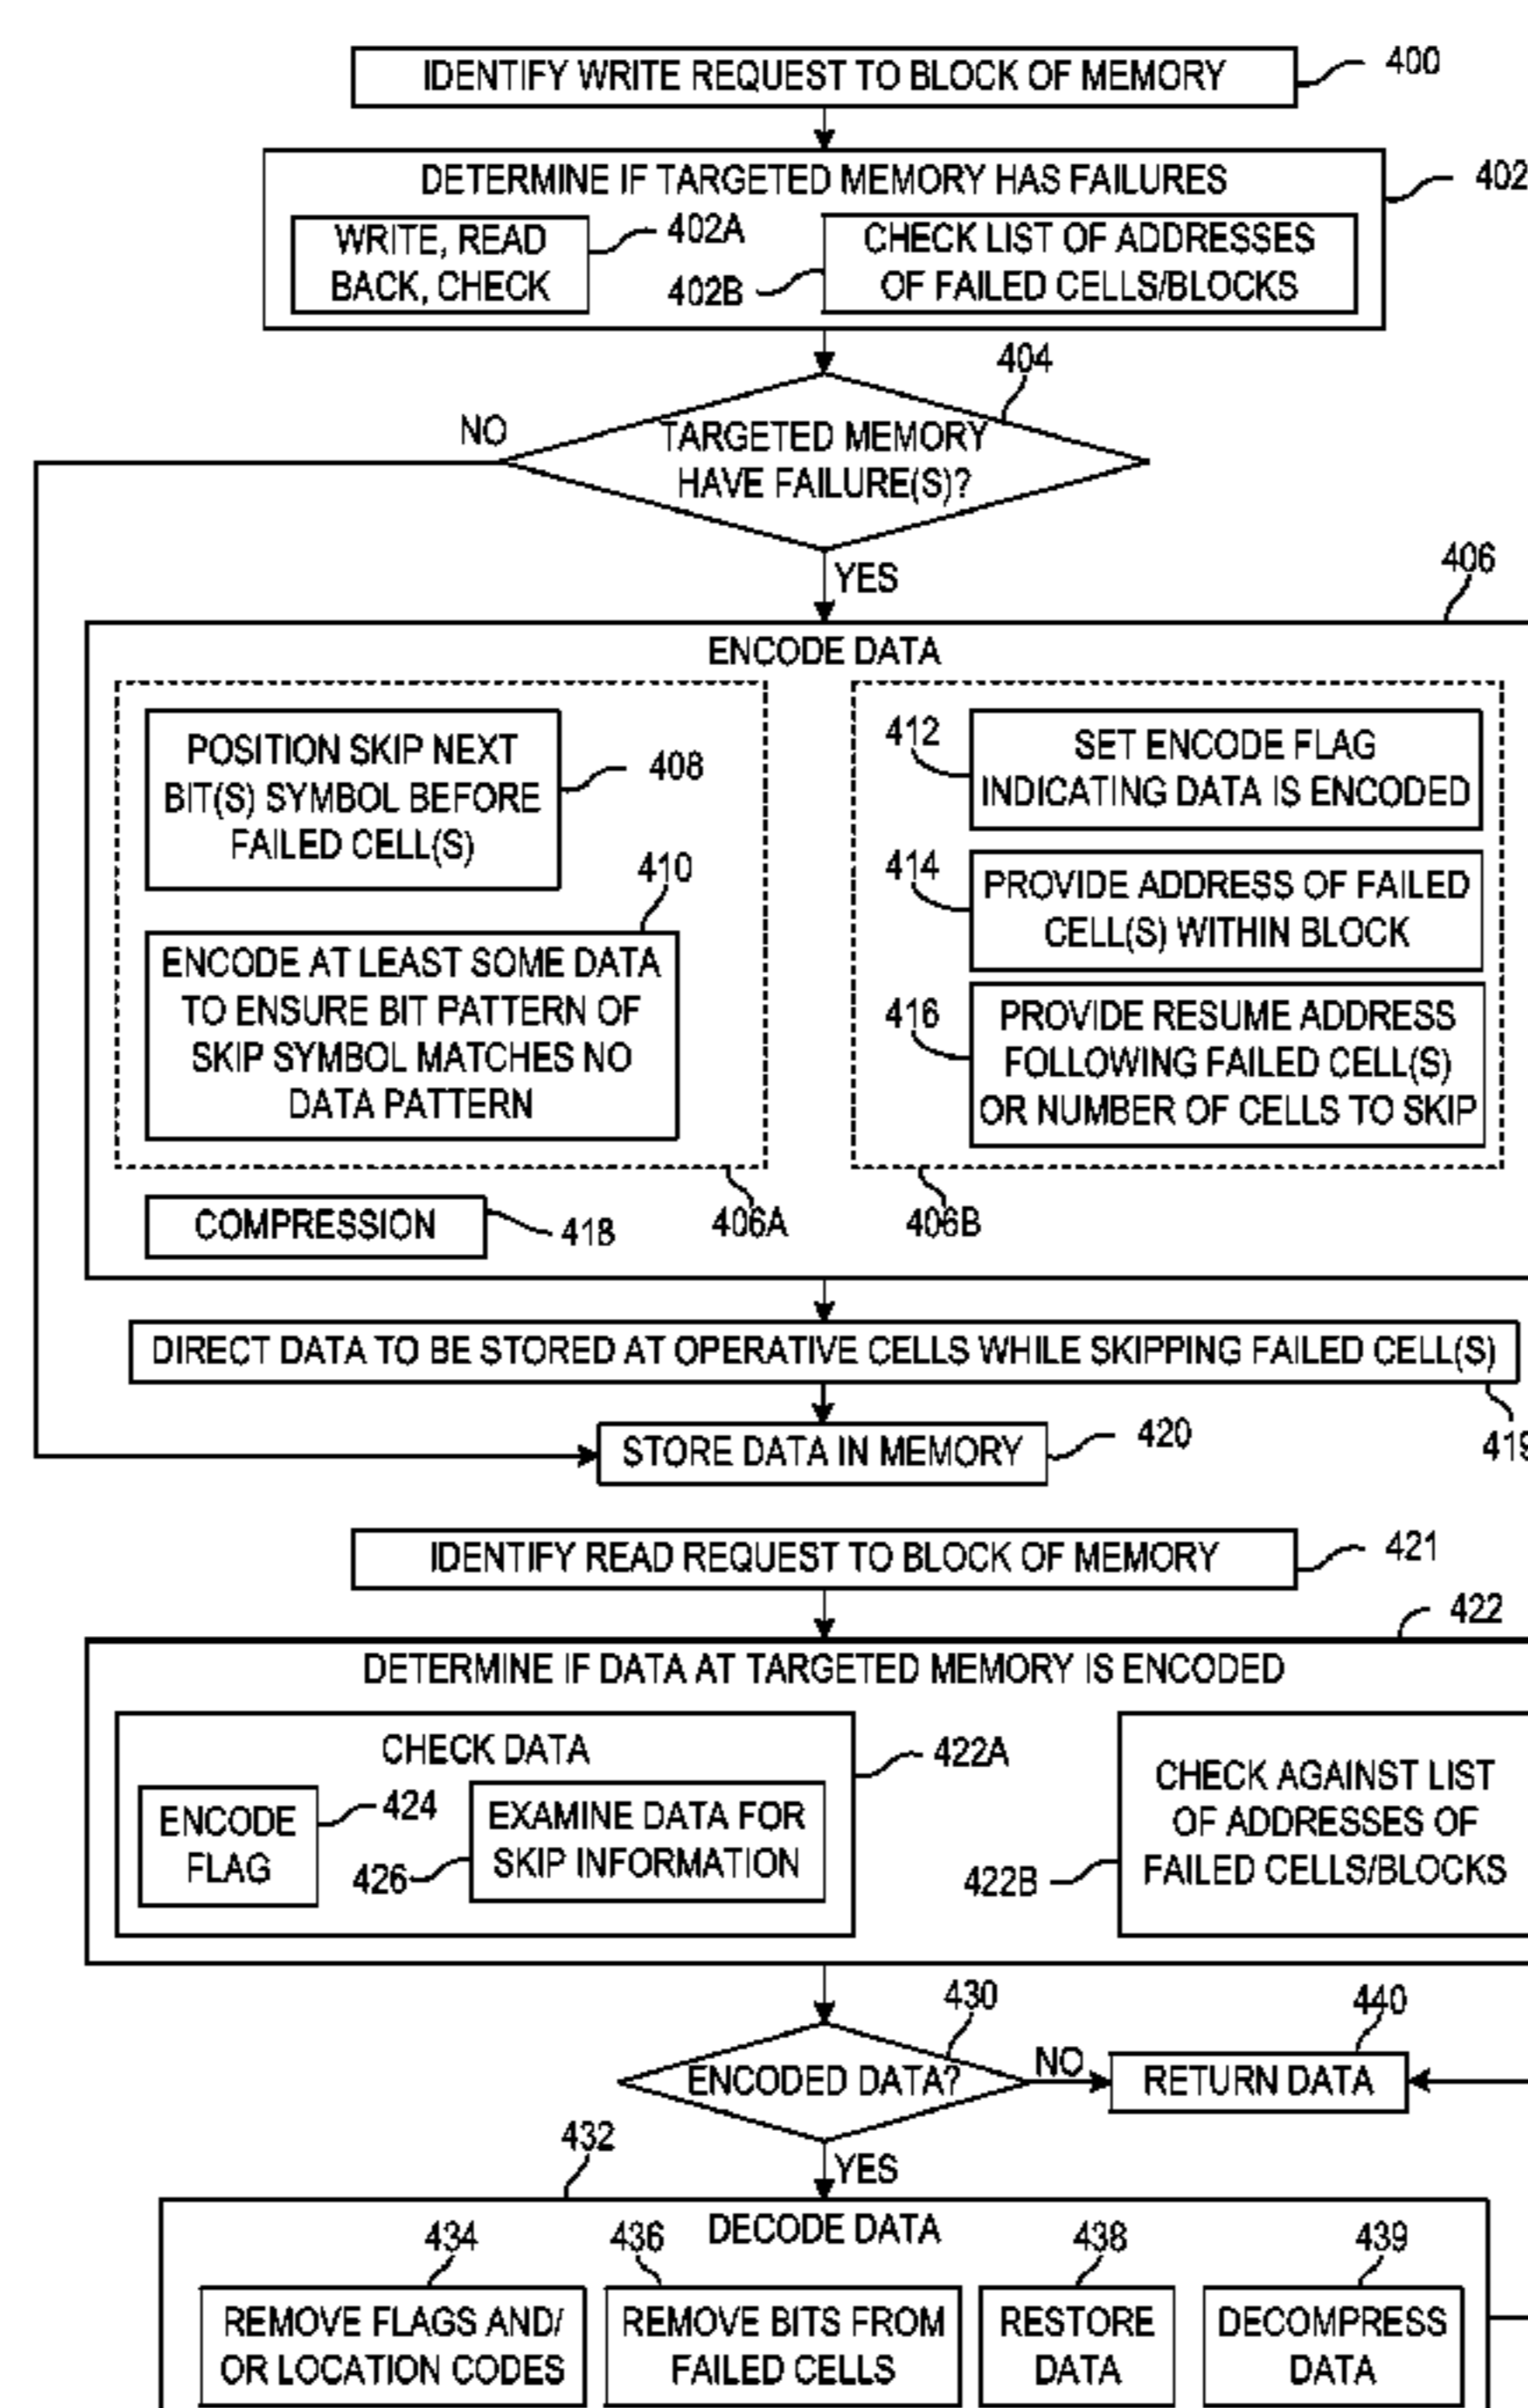 IDENTIFY WRITE REQUEST TO BLOCK OF MEMORY
400
DETERMINE IF TARGETED MEMORY HAS FAILURES
402
WRITE, READ
BACK, CHECK
402A
402B
CHECK LIST OF ADDRESSES
OF FAILED CELLS/BLOCKS
404
NO
TARGETED MEMORY
HAVE FAILURE(S)?
YES
406
ENCODE DATA
POSITION SKIP NEXT
BIT(S) SYMBOL BEFORE
FAILED CELL(S)
408
410
ENCODE AT LEAST SOME DATA
TO ENSURE BIT PATTERN OF
SKIP SYMBOL MATCHES NO
DATA PATTERN
412
SET ENCODE FLAG
INDICATING DATA IS ENCODED
414
PROVIDE ADDRESS OF FAILED
CELL(S) WITHIN BLOCK
416
PROVIDE RESUME ADDRESS
FOLLOWING FAILED CELL(S)
OR NUMBER OF CELLS TO SKIP
COMPRESSION
418
406A
406B
DIRECT DATA TO BE STORED AT OPERATIVE CELLS WHILE SKIPPING FAILED CELL(S)
419
STORE DATA IN MEMORY
420
IDENTIFY READ REQUEST TO BLOCK OF MEMORY
421
422
DETERMINE IF DATA AT TARGETED MEMORY IS ENCODED
CHECK DATA
422A
ENCODE
FLAG
424
426
EXAMINE DATA FOR
SKIP INFORMATION
422B
CHECK AGAINST LIST
OF ADDRESSES OF
FAILED CELLS/BLOCKS
430
440
ENCODED DATA?
NO
RETURN DATA
432
YES
DECODE DATA
434
436
438
439
REMOVE FLAGS AND/
OR LOCATION CODES
REMOVE BITS FROM
FAILED CELLS
RESTORE
DATA
DECOMPRESS
DATA